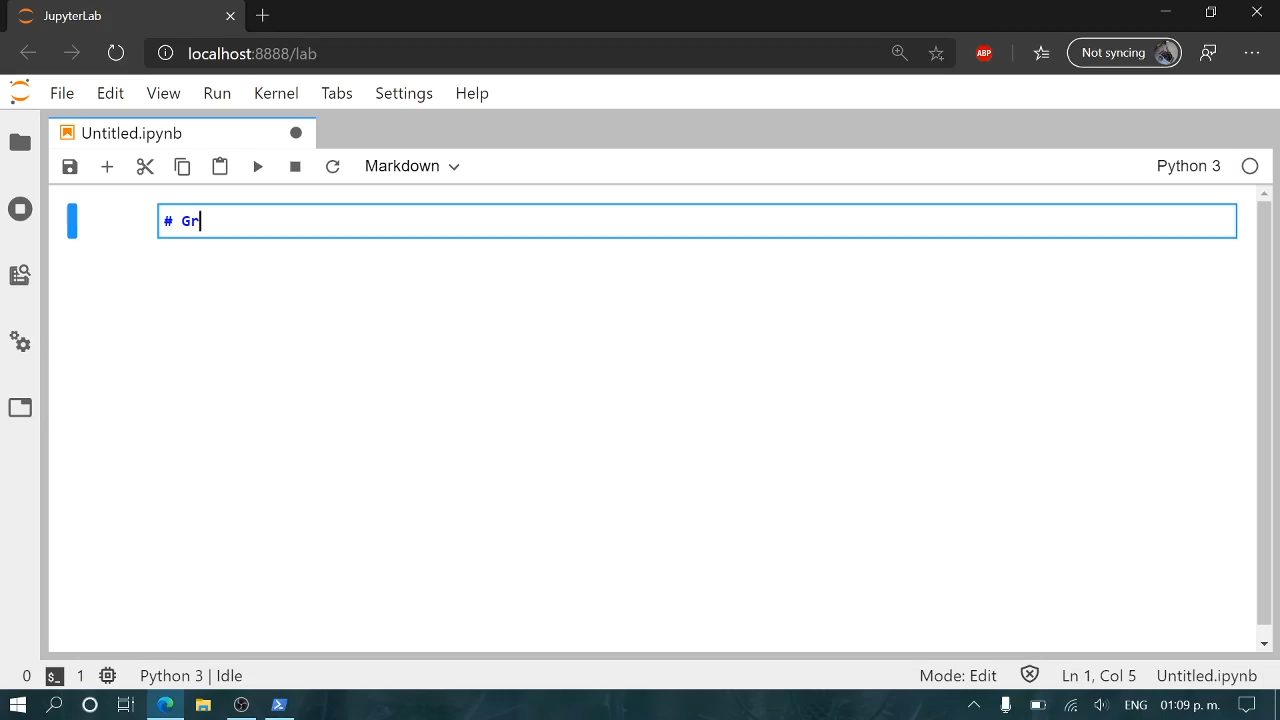 JupyterLab
localhost:8888/lab
ABP
Not syncing
File Edit View Run Kernel Tabs Settings Help
Untitled.ipynb
Markdown
Python 3
# Gr
0 $_ 1 Python 3 | Idle
Mode: Edit Ln 1, Col 5 Untitled.ipynb
ENG 01:09 p. m.